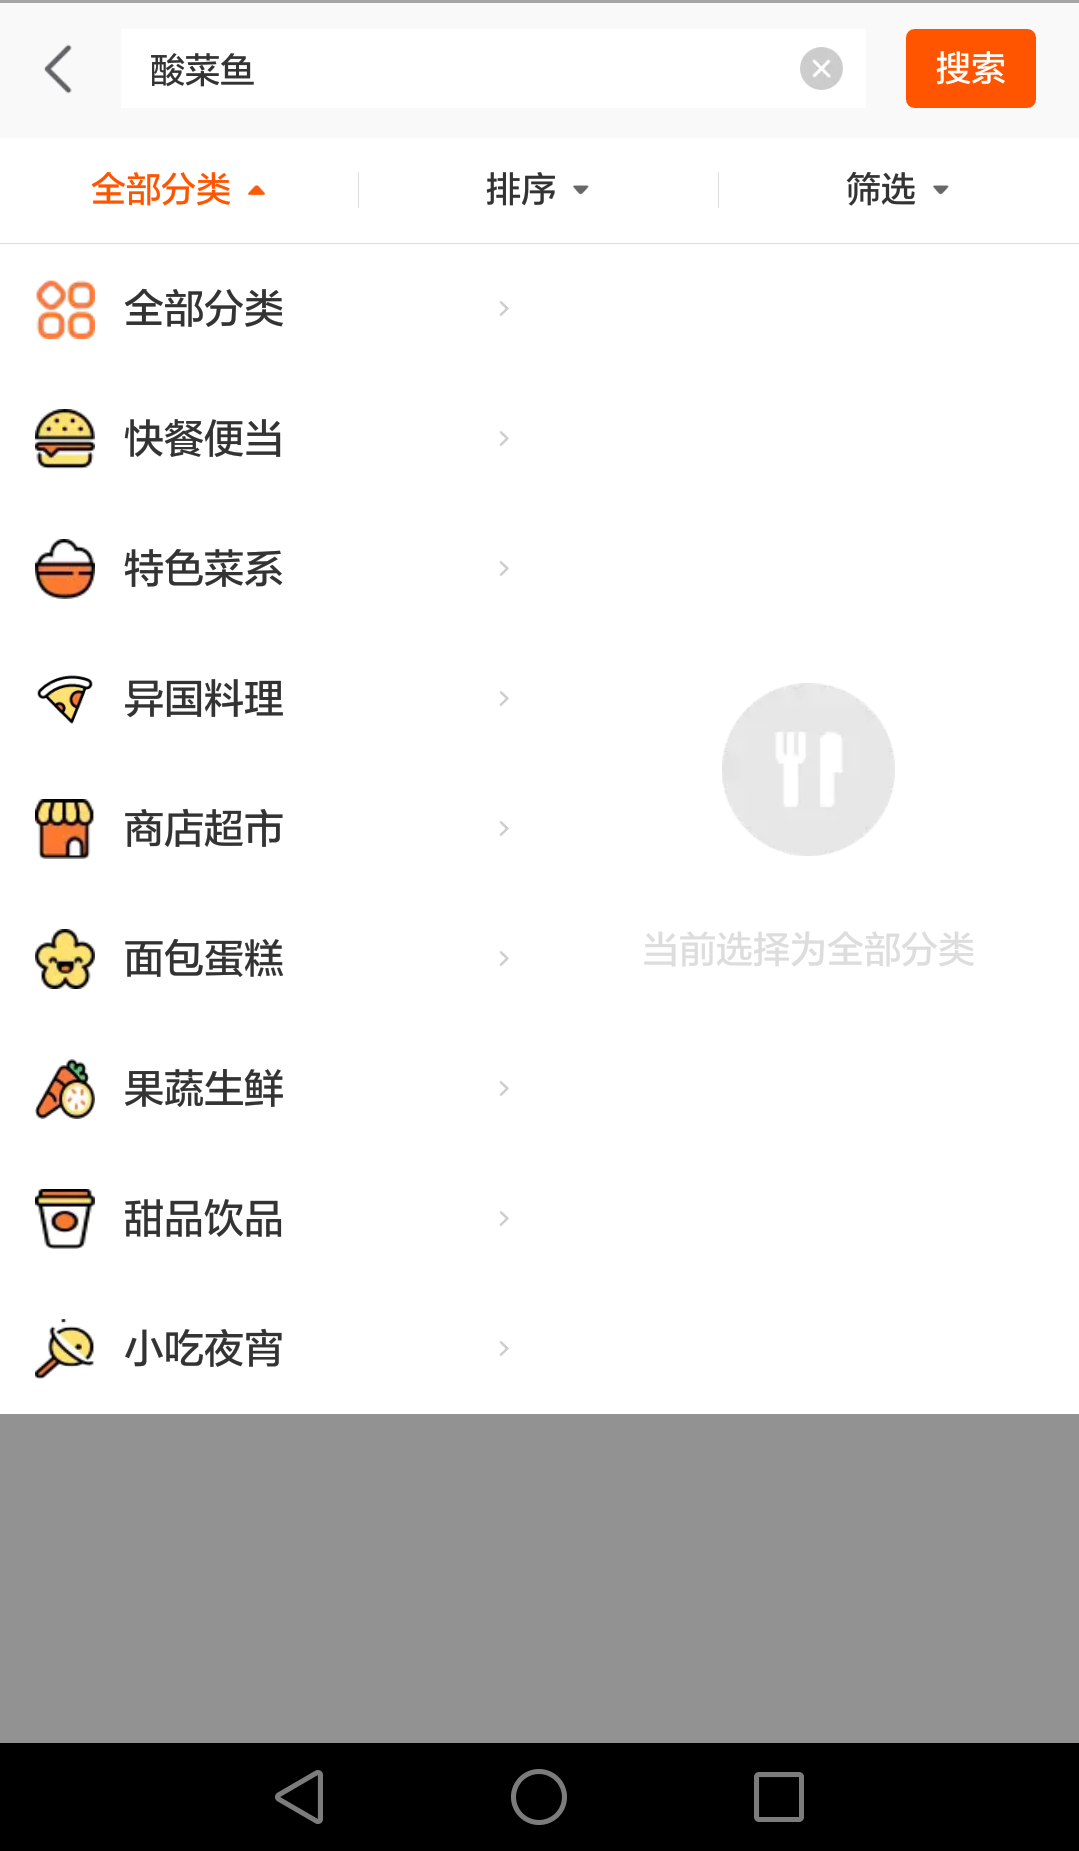 酸菜鱼 搜索
全部分类 排序 筛选
全部分类
快餐便当
特色菜系
异国料理
商店超市
面包蛋糕
当前选择为全部分类
果蔬生鲜
甜品饮品
小吃夜宵